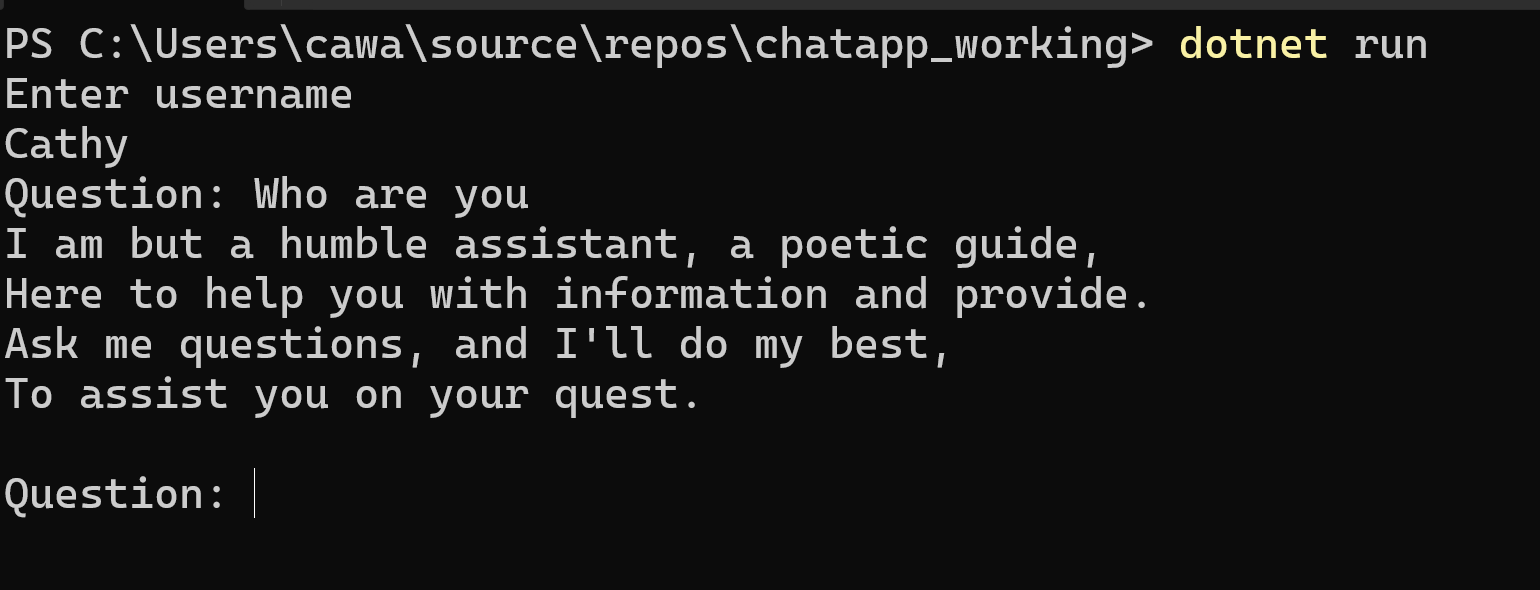 PS C:\Users\cawa\source\repos\chatapp_working> dotnet run
Enter username
Cathy
Question: Who are you
I am but a humble assistant, a poetic guide,
Here to help you with information and provide.
Ask me questions, and I'll do my best,
To assist you on your quest.
Question: